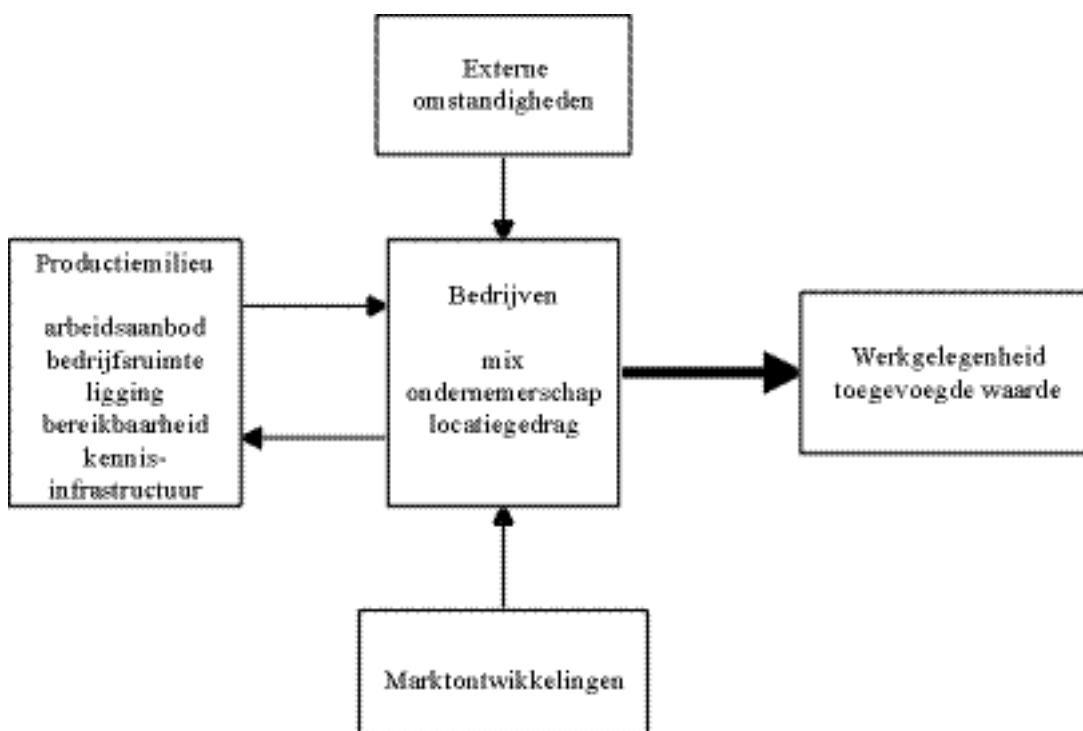 Externe
omstandigheden
Productiemilieu
arbeidsaanbod
bedrijfsruimte
ligging
bereikbaarheid
kennis-
infrastructuur
Bedrijven
mix
ondernemerschap
locatiegedrag
Werkgelegenheid
toegevoegde waarde
Marktontwikkelingen